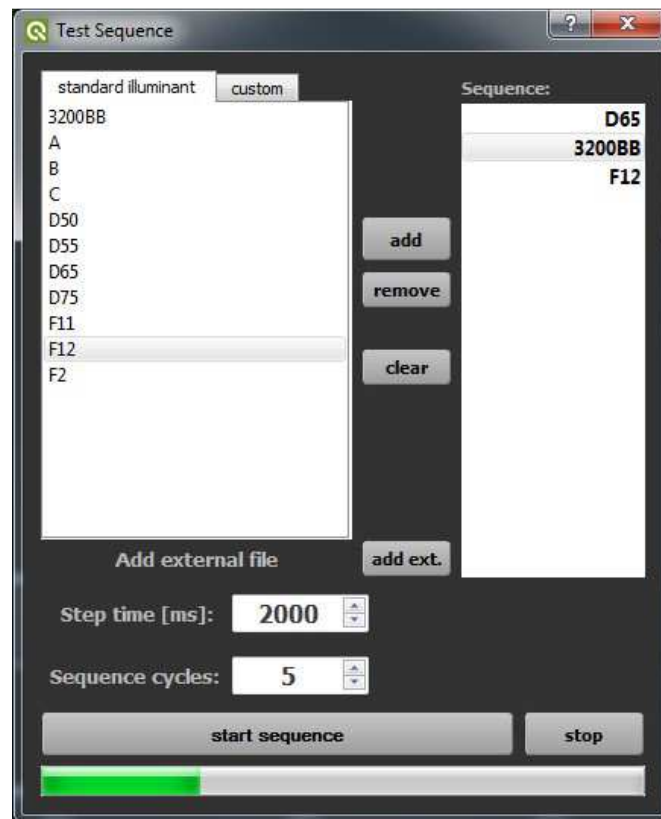 Test Sequence
?
standard illuminant
custom
3200BB
A
B
C
D50
D55
D65
D75
F11
F12
F2
add
remove
clear
Sequence:
D65
3200BB
F12
Add external file
add ext.
Step time [ms]:
2000
Sequence cycles:
5
start sequence
stop